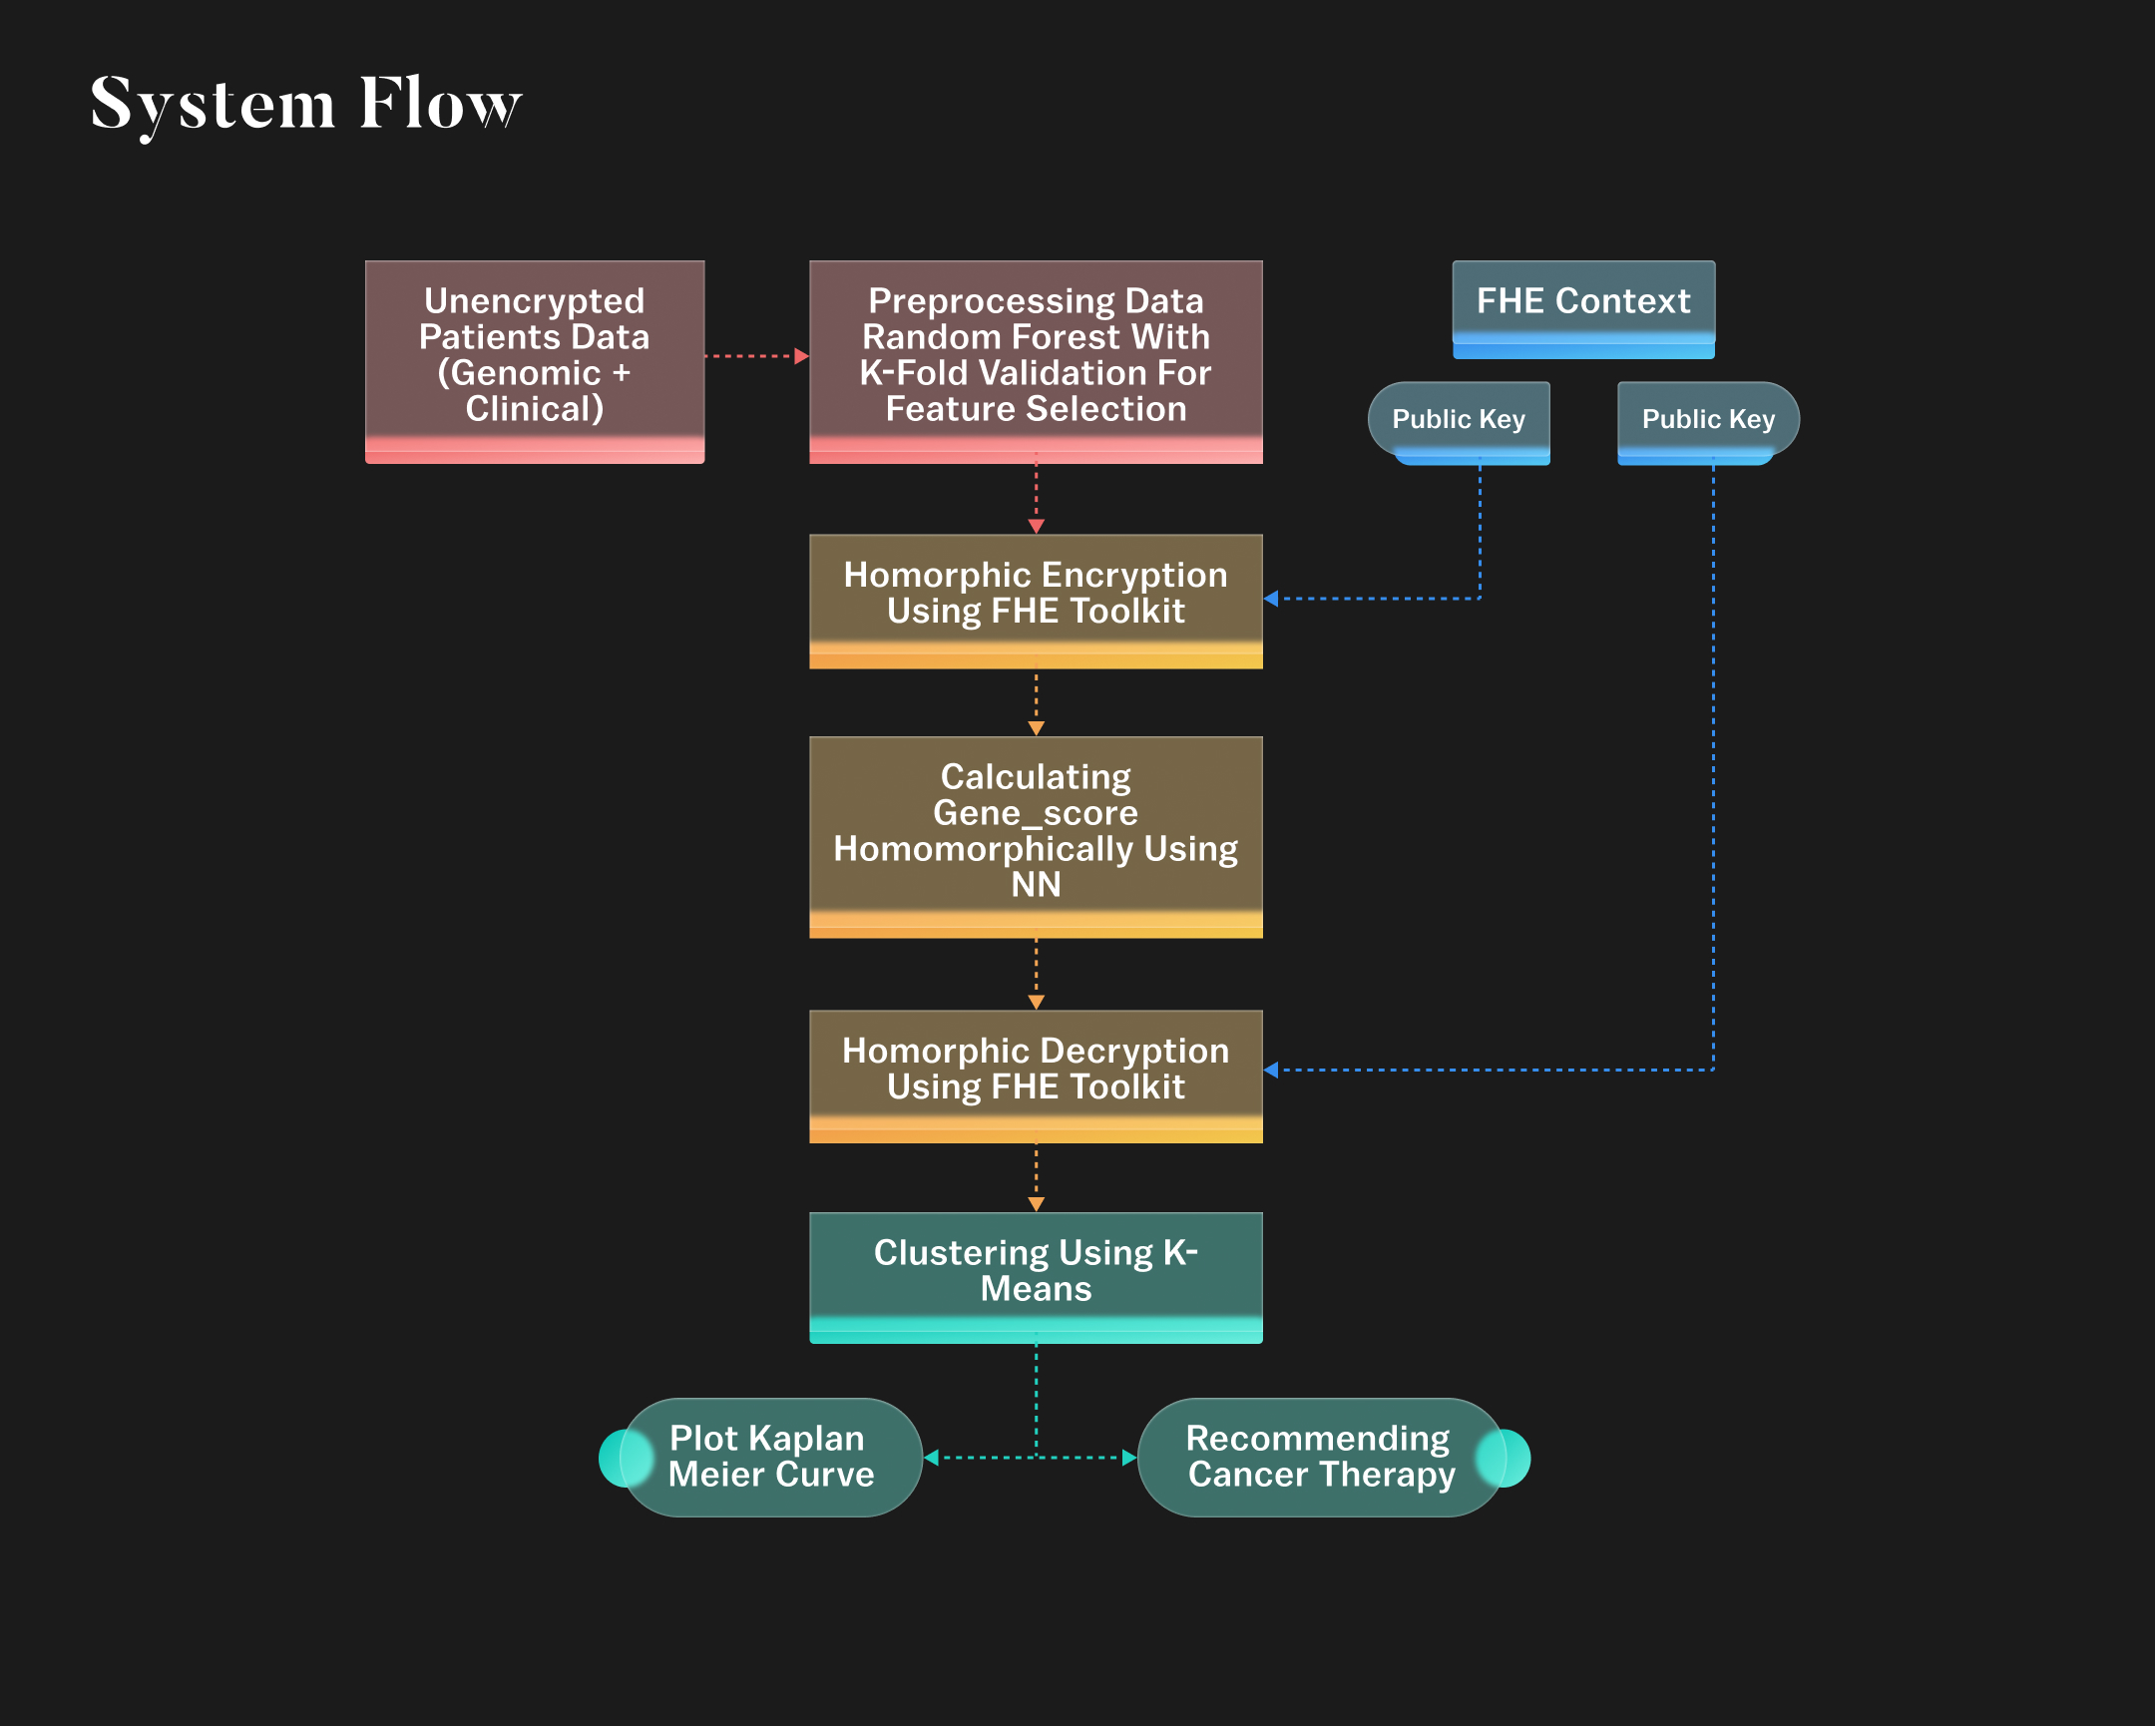 System Flow
Unencrypted
Patients Data
(Genomic +
Clinical)
Preprocessing Data
Random Forest With
K-Fold Validation For
Feature Selection
FHE Context
Public Key
Public Key
Homorphic Encryption
Using FHE Toolkit
Calculating
Gene_score
Homomorphically Using
NN
Homorphic Decryption
Using FHE Toolkit
Clustering Using K-
Means
Plot Kaplan
Meier Curve
Recommending
Cancer Therapy